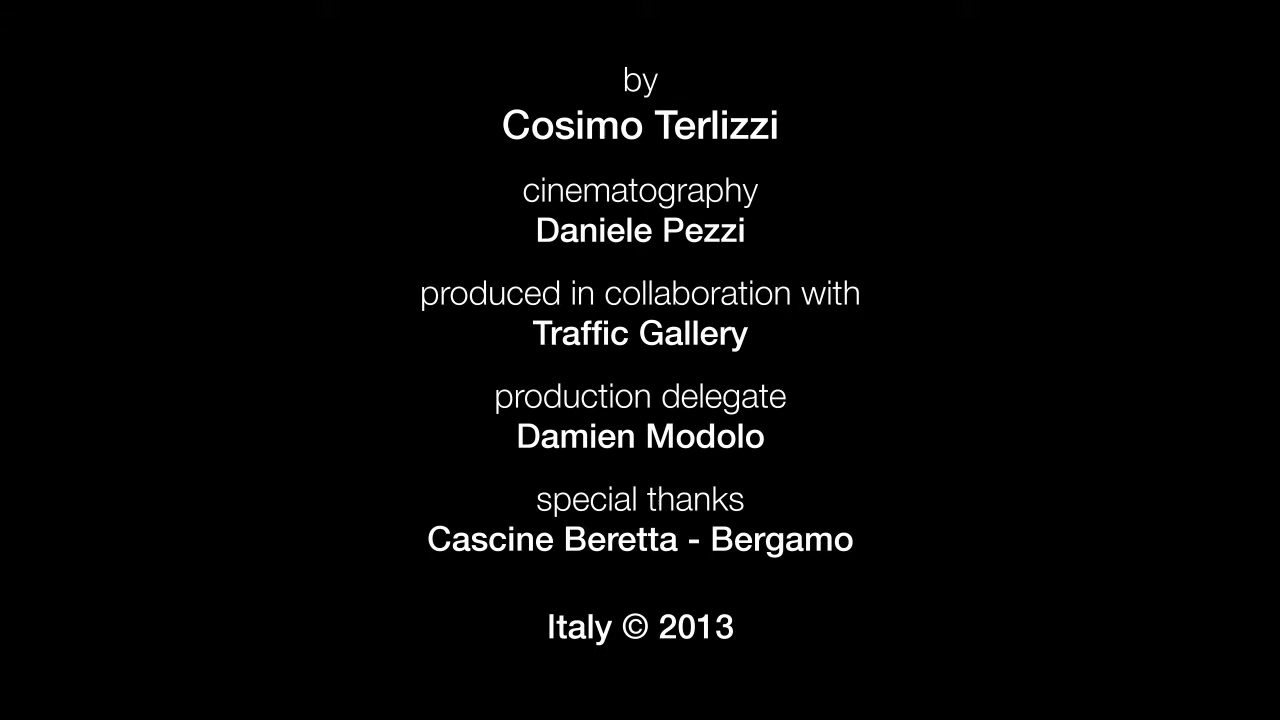 by
Cosimo Terlizzi
cinematography
Daniele Pezzi
produced in collaboration with
Traffic Gallery
production delegate
Damien Modolo
special thanks
Cascine Beretta - Bergamo
Italy © 2013